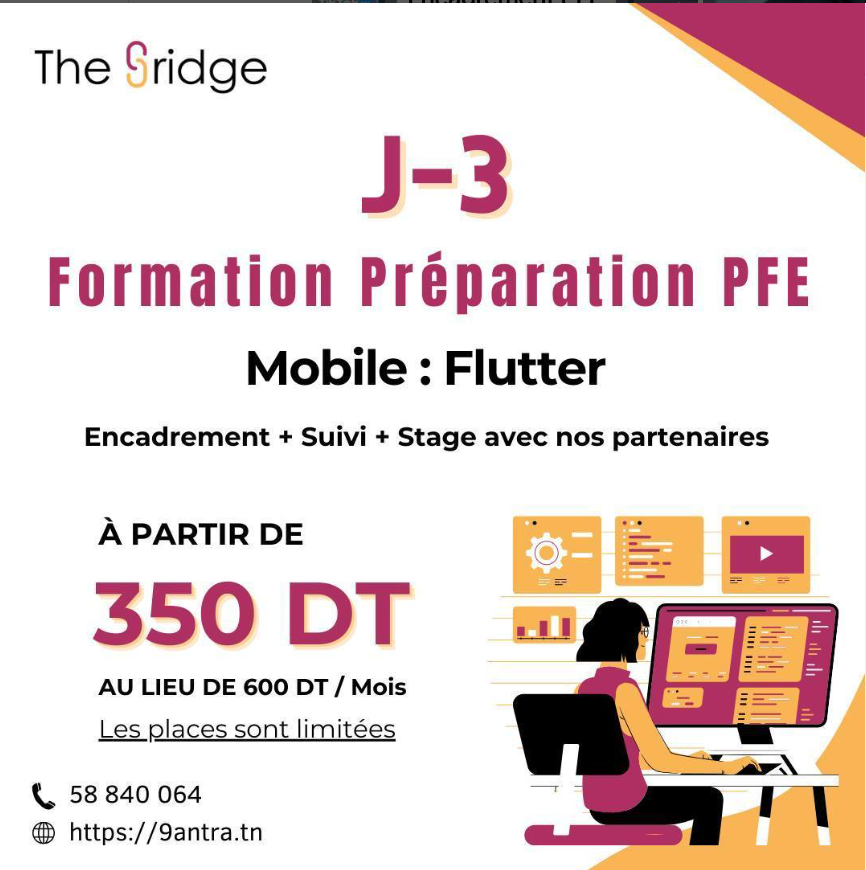 The Bridge
J-3
Formation Préparation PFE
Mobile : Flutter
Encadrement + Suivi + Stage avec nos partenaires
À PARTIR DE
350 DT
AU LIEU DE 600 DT / Mois
Les places sont limitées
58 840 064
https://9antra.tn